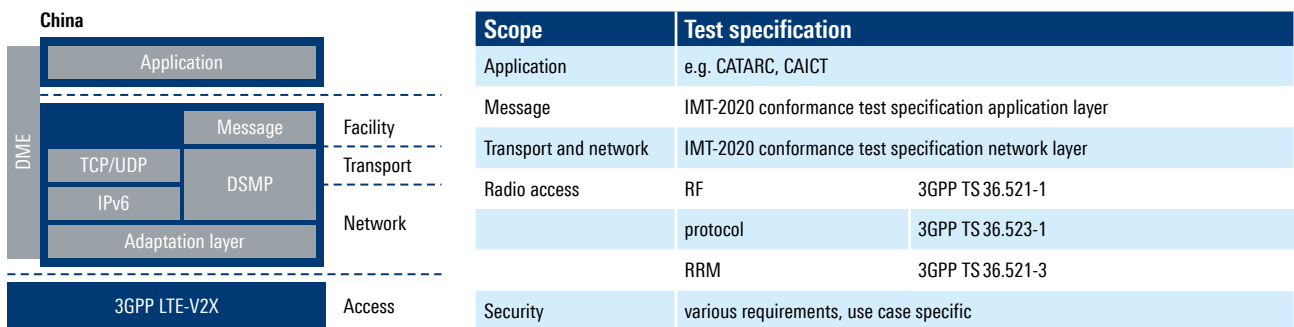 China
Application
DME
Message
Facility
TCP/UDP
DSMP
Transport
IPv6
Network
Adaptation layer
3GPP LTE-V2X
Access
Scope Test specification
Application e.g. CATARC, CAICT
Message IMT-2020 conformance test specification application layer
Transport and network IMT-2020 conformance test specification network layer
Radio access RF 3GPP TS 36.521-1
protocol 3GPP TS 36.523-1
RRM 3GPP TS 36.521-3
Security various requirements, use case specific